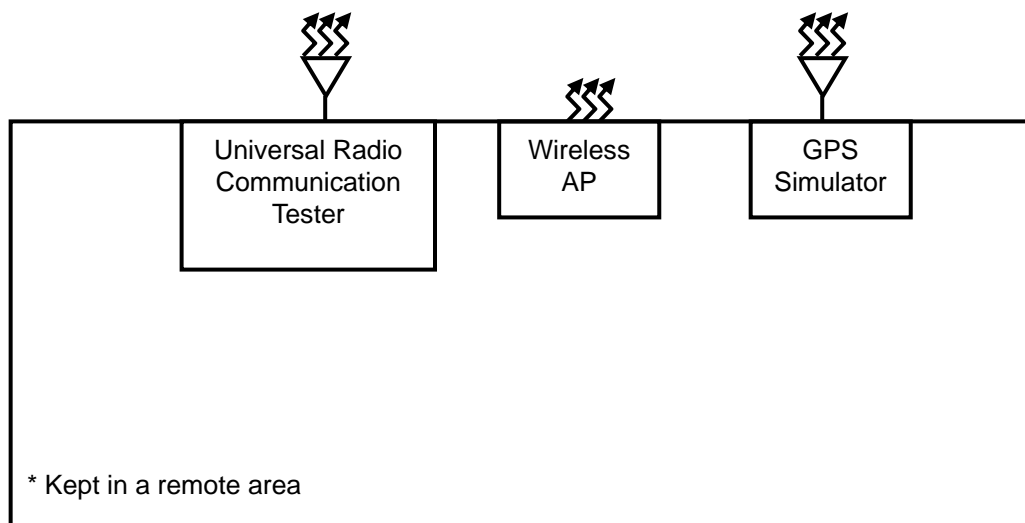 Universal Radio
Communication
Tester
Wireless
AP
GPS
Simulator
* Kept in a remote area